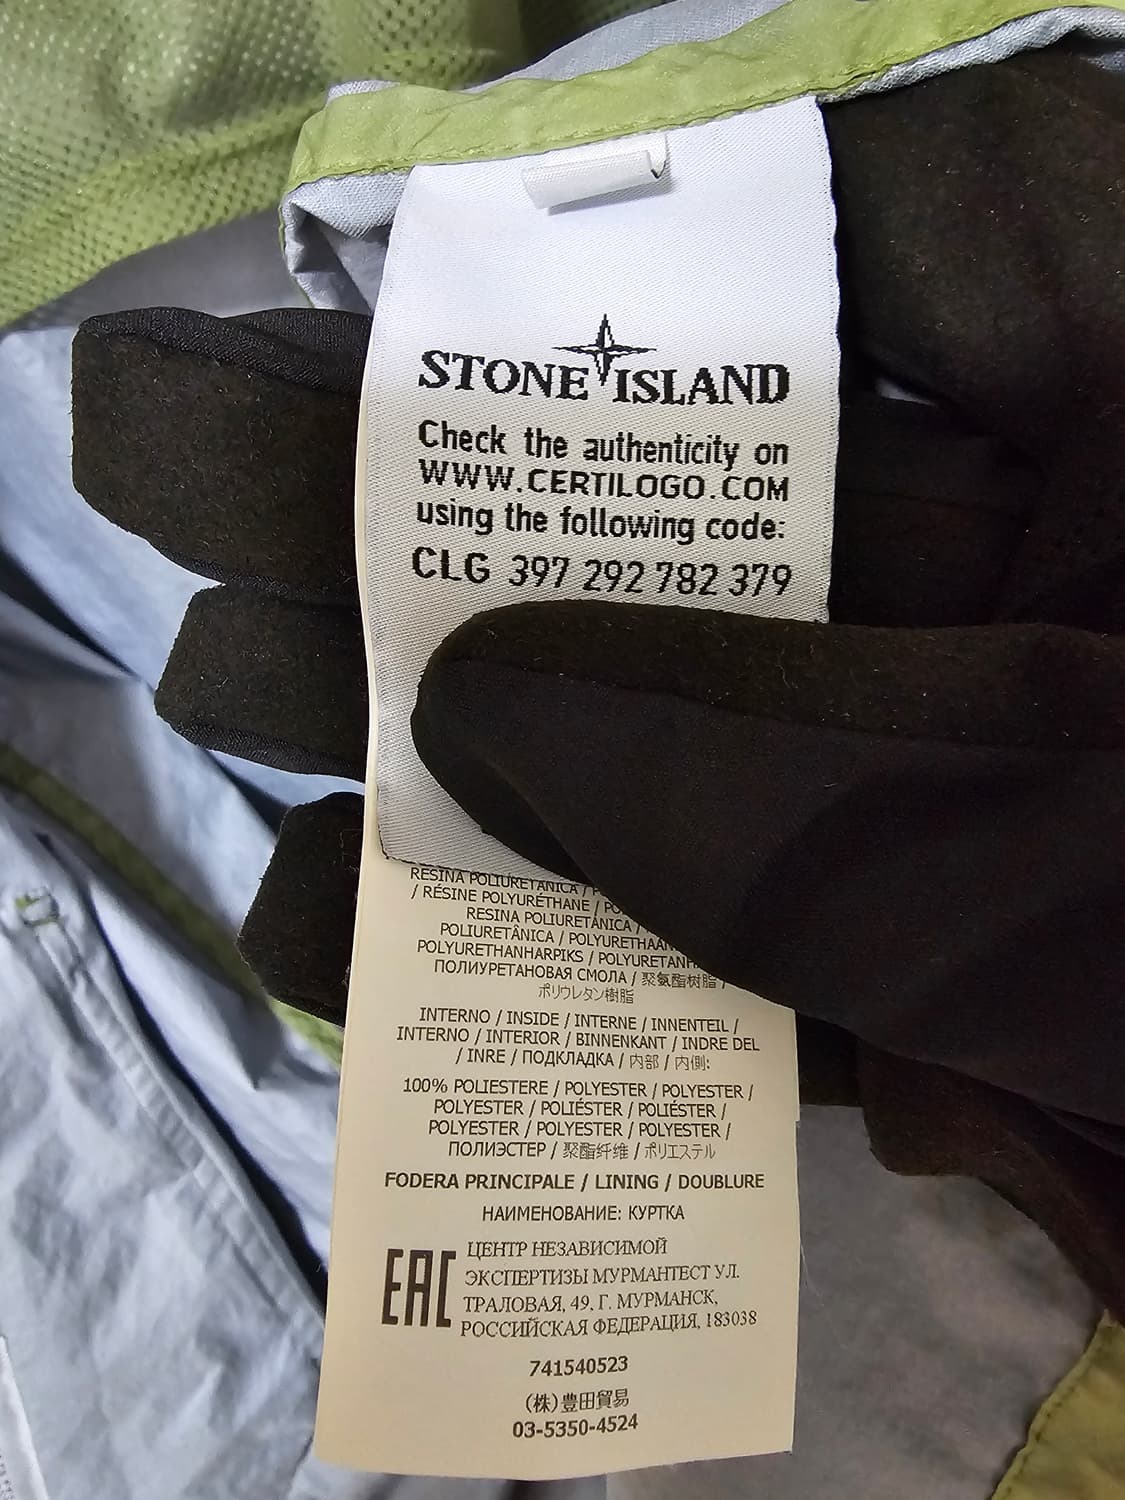 STONE ISLAND
Check the authenticity on
WWW.CERTILOGO.COM
using the following code:
CLG 397 292 782 379
RESINA POLIURETANICA /
/ RÉSINE POLYURÉTHANE /
RESINA POLIURETÁNICA /
POLIURETÂNICA /
POLYURETHANHARPIKS /
ПОЛИУРЕТАНОВАЯ СМОЛА / 聚氨酯树脂 /
ポリウレタン樹脂
INTERNO / INSIDE / INTERNE / INNENTEIL /
INTERNO / INTERIOR / BINNENKANT / INDRE DEL
/ INRE / ПОДКЛАДКА / 内部 / 内側:
100% POLIESTERE / POLYESTER / POLYESTER /
POLYESTER / POLIÉSTER / POLIÉSTER /
POLYESTER / POLYESTER / POLYESTER /
ПОЛИЭСТЕР / 聚酯纤维 / ポリエステル
FODERA PRINCIPALE / LINING / DOUBLURE
НАИМЕНОВАНИЕ: КУРТКА
EAC
ЦЕНТР НЕЗАВИСИМОЙ
ЭКСПЕРТИЗЫ МУРМАНТЕСТ УЛ.
ТРАЛОВАЯ, 49, Г. МУРМАНСК,
РОССИЙСКАЯ ФЕДЕРАЦИЯ, 183038
741540523
(株)豊田貿易
03-5350-4524